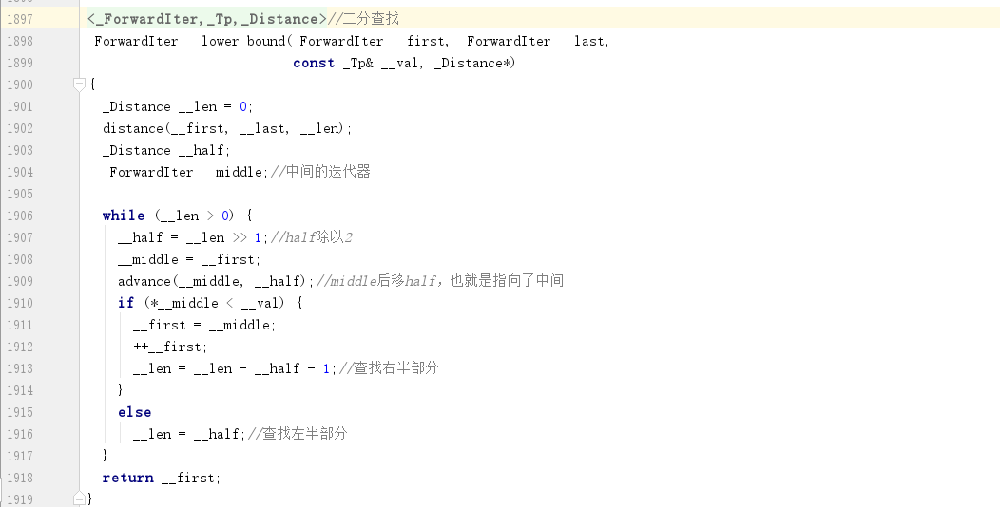 1897 <_ForwardIter,_Tp,_Distance>//二分查找
1898 _ForwardIter __lower_bound(_ForwardIter __first, _ForwardIter __last,
1899 const _Tp& __val, _Distance*)
1900 {
1901 _Distance __len = 0;
1902 distance(__first, __last, __len);
1903 _Distance __half;
1904 _ForwardIter __middle;//中间的迭代器
1905
1906 while (__len > 0) {
1907 __half = __len >> 1;//half除以2
1908 __middle = __first;
1909 advance(__middle, __half);//middle后移half，也就是指向了中间
1910 if (*__middle < __val) {
1911 __first = __middle;
1912 ++__first;
1913 __len = __len - __half - 1;//查找右半部分
1914 }
1915 else
1916 __len = __half;//查找左半部分
1917 }
1918 return __first;
1919 }